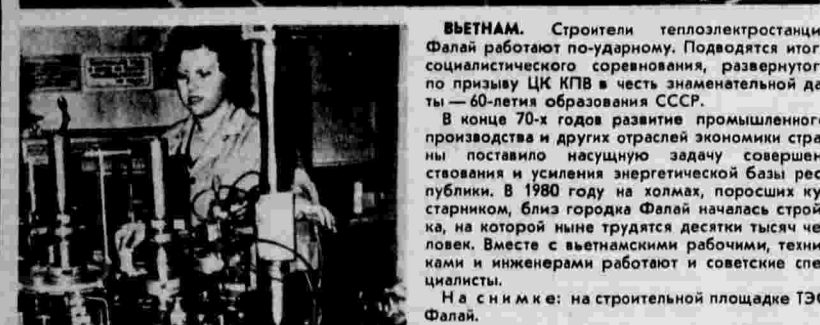 ВЬЕТНАМ. Строители теплоэлектростанци
Фалай работают по-ударному. Подводятся итог
социалистического соревнования, развернутог
по призыву ЦК КПВ в честь знаменательной да
ты — 60-летия образования СССР.
В конце 70-х годов развитие промышленног
производства и других отраслей экономики стра
ны поставило насущную задачу совершен
ствования и усиления энергетической базы рес
публики. В 1980 году на холмах, поросших ку
старником, близ городка Фалай началась строй
ка, на которой ныне трудятся десятки тысяч че
ловек. Вместе с вьетнамскими рабочими, техни
ками и инженерами работают и советские спе
циалисты.
На снимке: на строительной площадке ТЭС
Фалай.